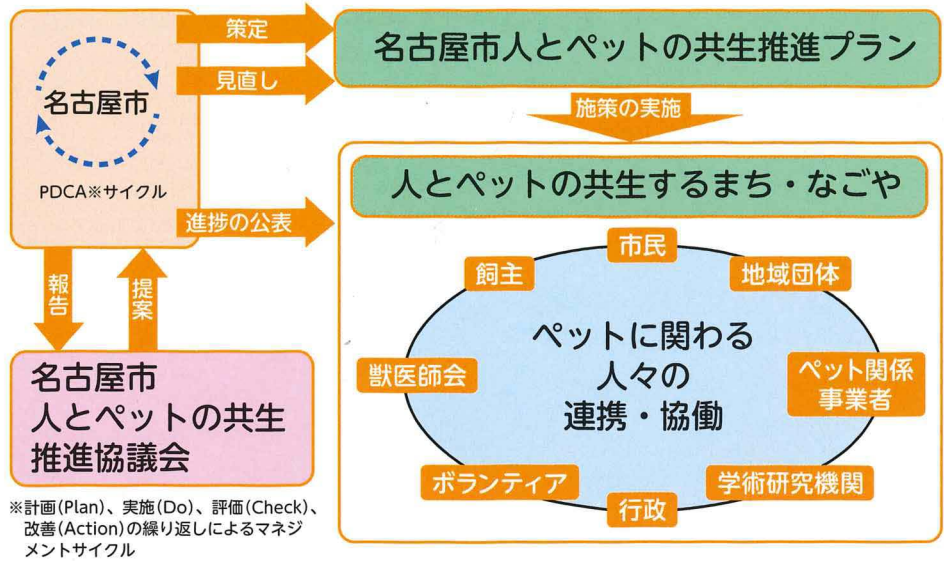 名古屋市
PDCA※サイクル
策定
見直し
名古屋市人とペットの共生推進プラン
施策の実施
進捗の公表
人とペットの共生するまち・なごや
報告
提案
名古屋市
人とペットの共生
推進協議会
市民
飼主
地域団体
獣医師会
ペットに関わる
人々の
連携・協働
ペット関係
事業者
ボランティア
学術研究機関
行政
※計画(Plan)、実施(Do)、評価(Check)、
改善(Action)の繰り返しによるマネジ
メントサイクル